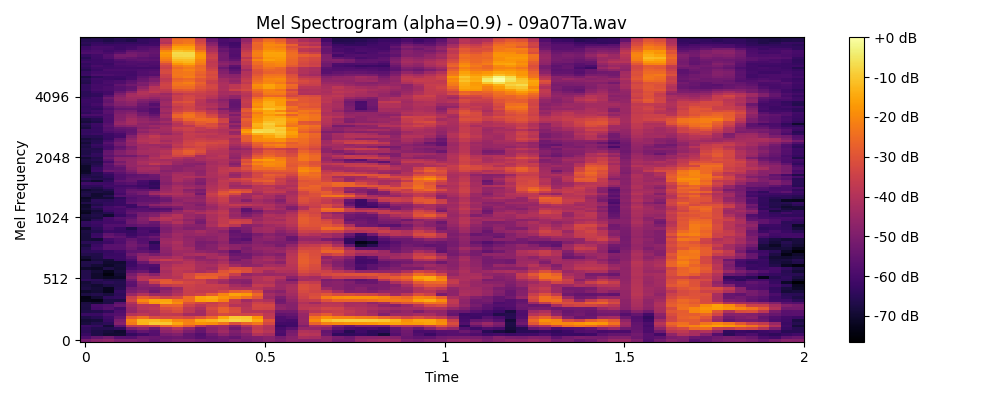 Mel Spectrogram (alpha=0.9) - 09a07Ta.wav
Mel Frequency
4096
2048
1024
512
0
0
0.5
1
1.5
2
Time
+0 dB
-10 dB
-20 dB
-30 dB
-40 dB
-50 dB
-60 dB
-70 dB